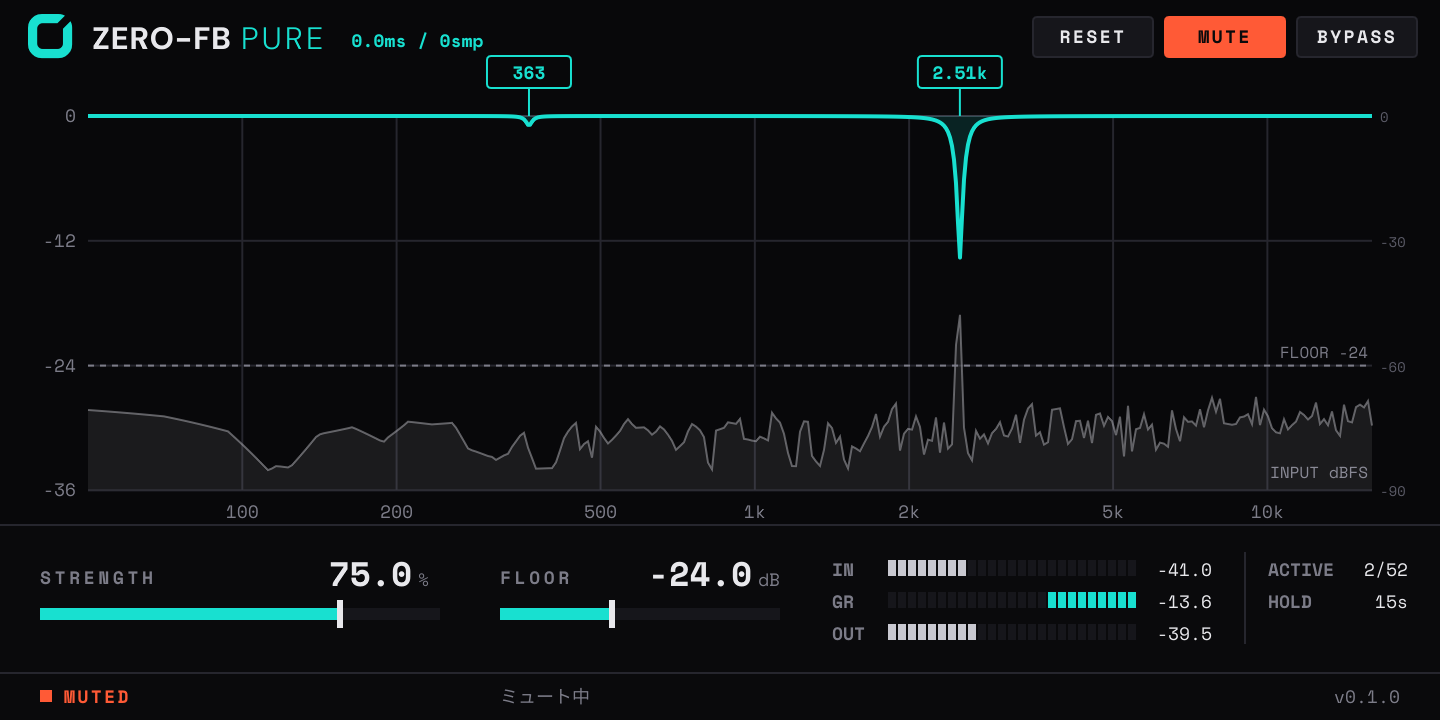 ZERO-FB PURE 0.0ms / 0smp RESET MUTE BYPASS
363 2.51k
0 0
-12 -30
FLOOR -24
-24 -60
INPUT dBFS
-36 -90
100 200 500 1k 2k 5k 10k
STRENGTH 75.0 % FLOOR -24.0 dB
IN -41.0 ACTIVE 2/52
GR -13.6 HOLD 15s
OUT -39.5
MUTED ミュート中 v0.1.0